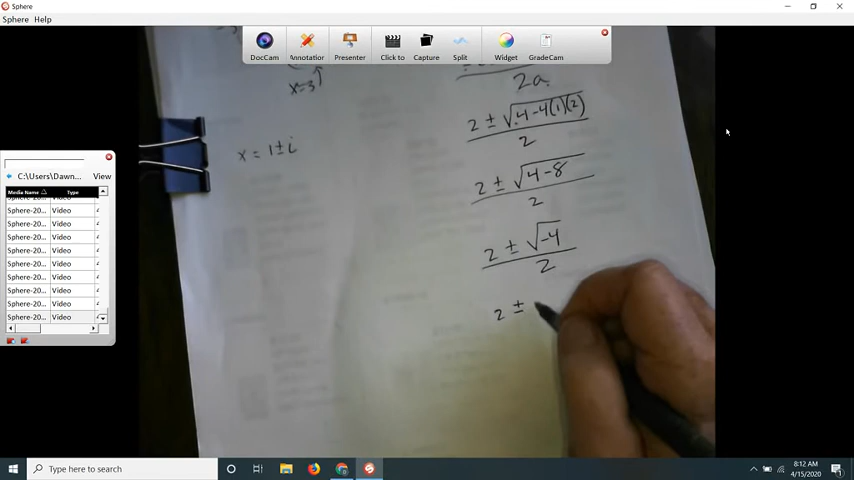 Sphere
Sphere Help
DocCam
Annotation
Presenter
Click to
Capture
Split
Widget
GradeCam
x=3
2a
2 ± √4-4(1)(2)
2
x = 1 ± i
2 ± √4-8
2
2 ± √-4
2
2 ±
C:\Users\Dawn...
View
Media Name
Type
Sphere-20... Video
Sphere-20... Video
Sphere-20... Video
Sphere-20... Video
Sphere-20... Video
Sphere-20... Video
Sphere-20... Video
Sphere-20... Video
Sphere-20... Video
Type here to search
8:12 AM
4/15/2020